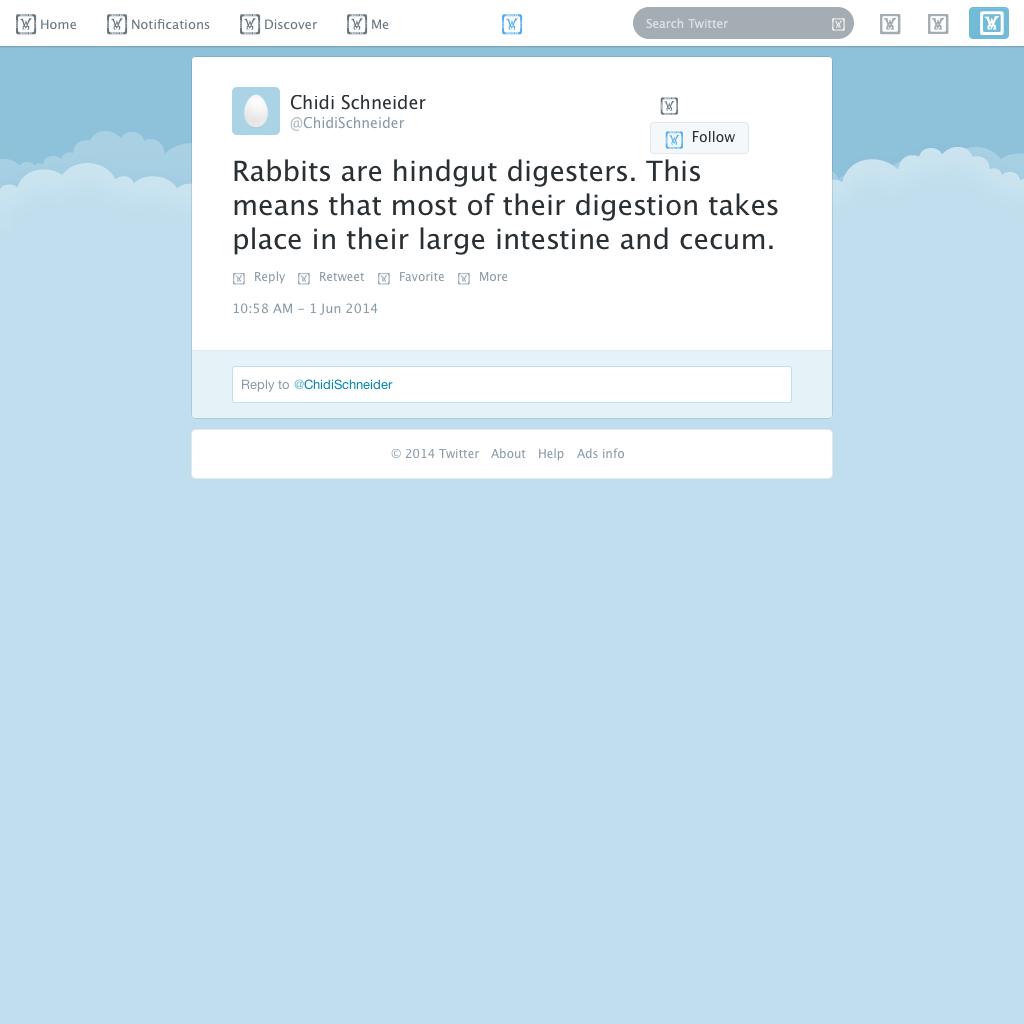 Home Notifications Discover Me Search Twitter
Chidi Schneider
@ChidiSchneider
Follow
Rabbits are hindgut digesters. This
means that most of their digestion takes
place in their large intestine and cecum.
Reply Retweet Favorite More
10:58 AM - 1 Jun 2014
Reply to @ChidiSchneider
© 2014 Twitter About Help Ads info